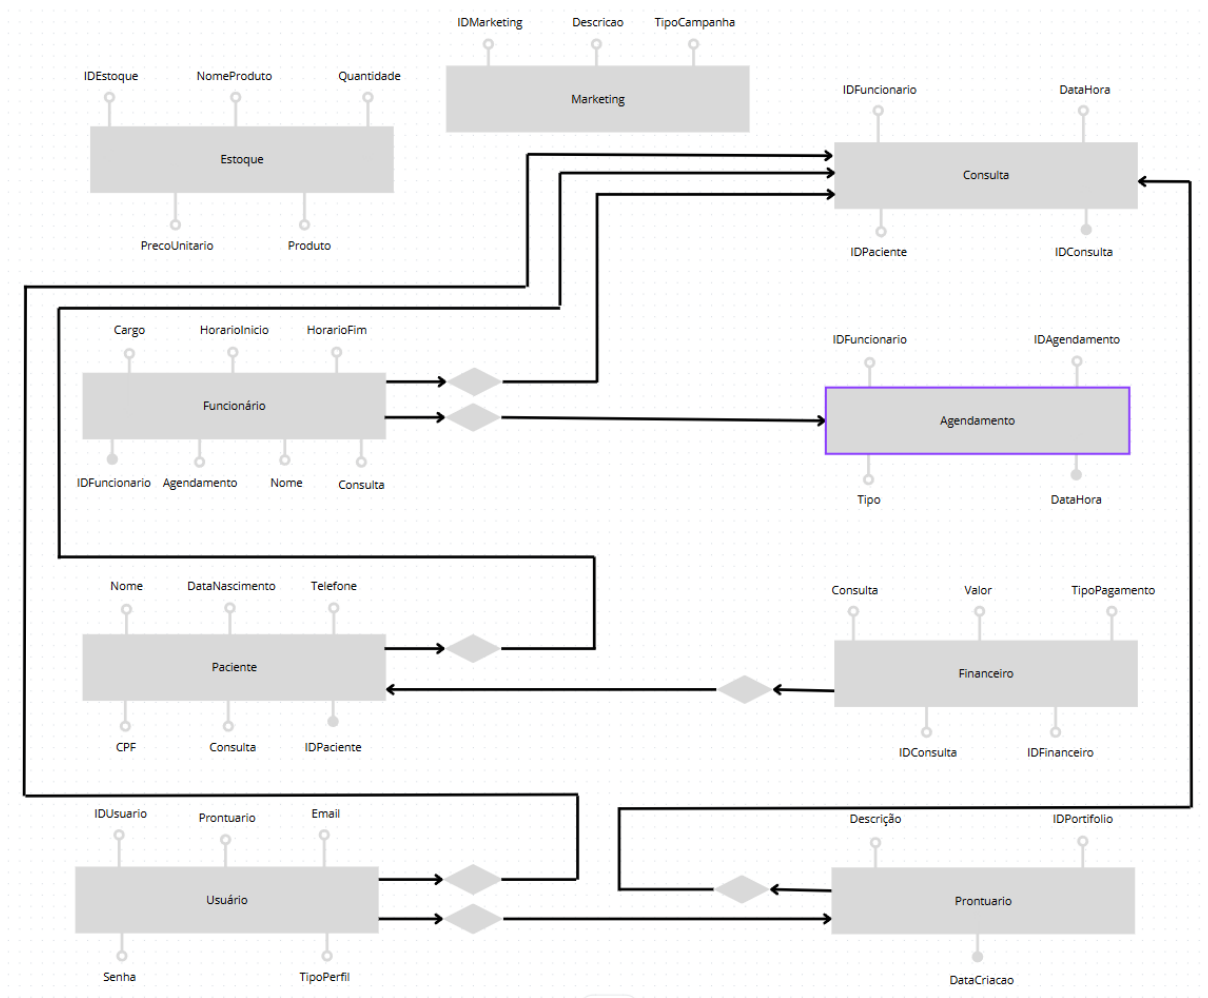 IDMarketing
Descricao
TipoCampanha
Marketing
IDEstoque
NomeProduto
Quantidade
Estoque
PrecoUnitario
Produto
IDFuncionario
DataHora
Consulta
IDPaciente
IDConsulta
Cargo
HorarioInicio
HorarioFim
Funcionário
IDFuncionario
Agendamento
Nome
Consulta
IDFuncionario
IDAgendamento
Agendamento
Tipo
DataHora
Nome
DataNascimento
Telefone
Paciente
CPF
Consulta
IDPaciente
Consulta
Valor
TipoPagamento
Financeiro
IDConsulta
IDFinanceiro
IDUsuario
Prontuario
Email
Usuário
Senha
TipoPerfil
Descrição
IDPortifolio
Prontuario
DataCriacao